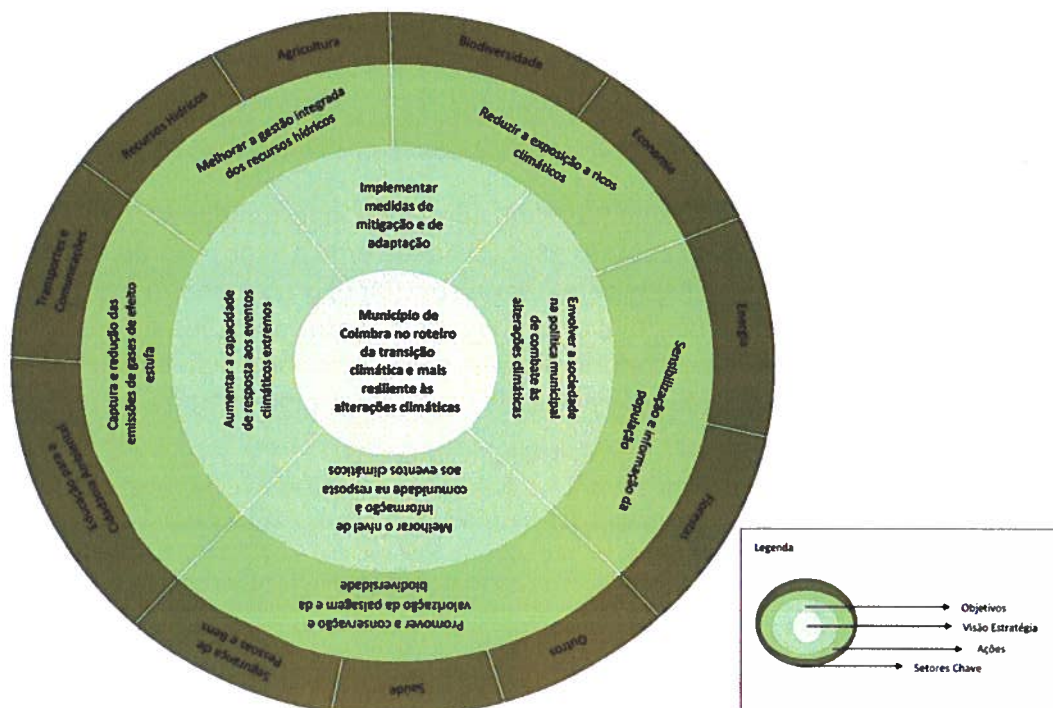 Biodiversidade
Economia
Energia
Florestas
Outros
Saúde
Segurança de
Pessoas e Bens
Educação para a
Cidadania Ambiental
Transportes e
Comunicações
Recursos Hídricos
Agricultura
Melhorar a gestão integrada
dos recursos hídricos
Reduzir a exposição a ricos
climáticos
Sensibilização e informação da
população
Promover a conservação e
valorização da paisagem e da
biodiversidade
Captura e redução das
emissões de gases de efeito
estufa
Implementar
medidas de
mitigação e de
adaptação
Envolver a sociedade
na política municipal
de combate às
alterações climáticas
Melhorar o nível de
informação à
comunidade na resposta
aos eventos climáticos
Aumentar a capacidade
de resposta aos eventos
climáticos extremos
Município de
Coimbra no roteiro
da transição
climática e mais
resiliente às
alterações climáticas
Legenda
Objetivos
Visão Estratégia
Ações
Setores Chave